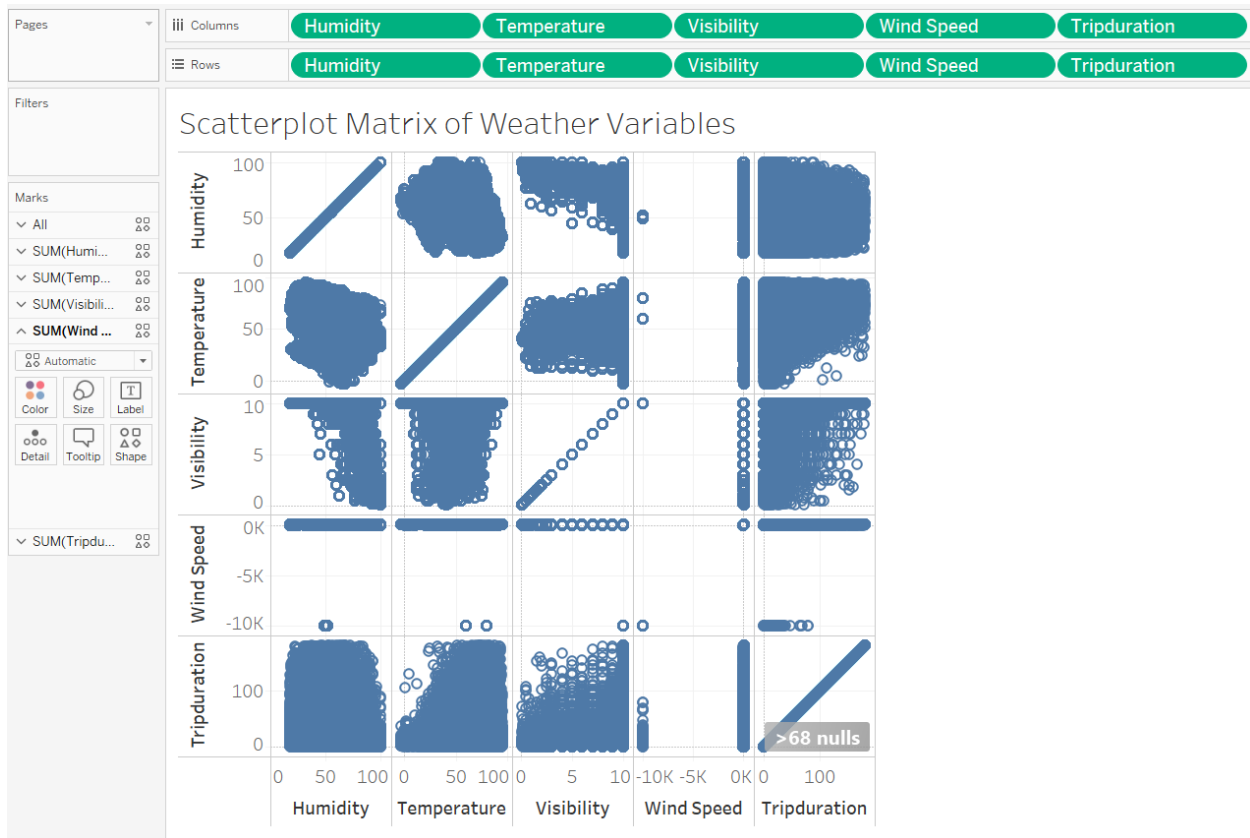 Pages
Columns Humidity Temperature Visibility Wind Speed Tripduration
Rows Humidity Temperature Visibility Wind Speed Tripduration
Filters
Marks
All
SUM(Humi...
SUM(Temp...
SUM(Visibili...
SUM(Wind ...
Automatic
Color Size Label
Detail Tooltip Shape
SUM(Tripdu...
Scatterplot Matrix of Weather Variables
Humidity
100
50
0
Temperature
100
50
0
Visibility
10
5
0
Wind Speed
0K
-5K
-10K
Tripduration
100
0
>68 nulls
0 50 100 0 50 100 0 5 10 -10K -5K 0K 0 100
Humidity Temperature Visibility Wind Speed Tripduration